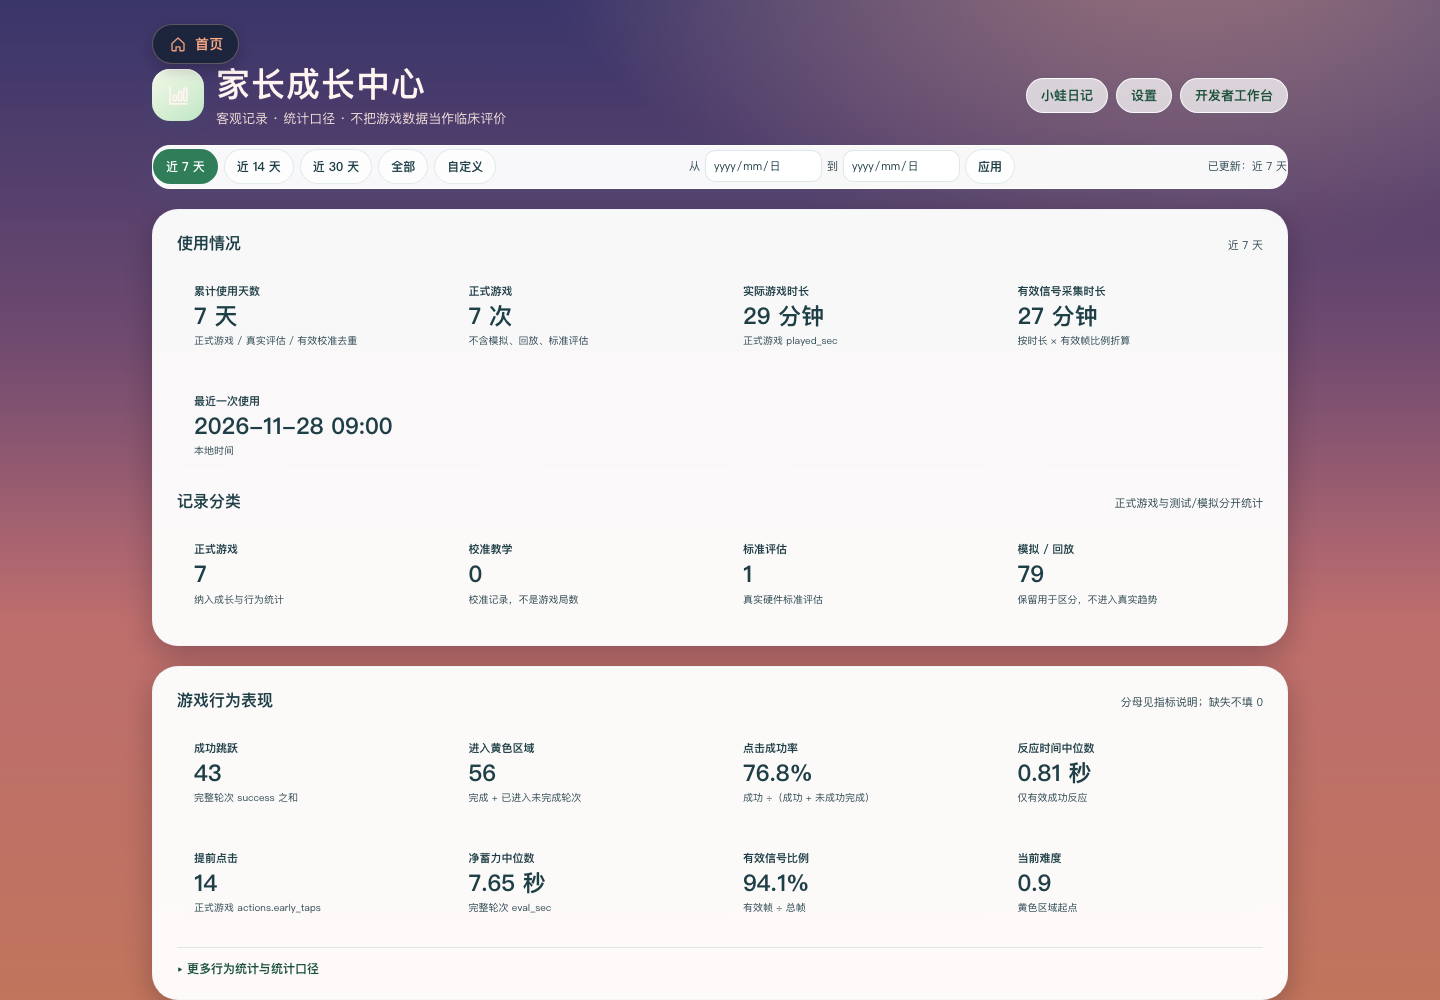 首页
家长成长中心
客观记录 · 统计口径 · 不把游戏数据当作临床评价
小蛙日记 设置 开发者工作台
近 7 天 近 14 天 近 30 天 全部 自定义 从 yyyy/mm/日 到 yyyy/mm/日 应用 已更新：近 7 天
使用情况 近 7 天
累计使用天数 正式游戏 实际游戏时长 有效信号采集时长
7 天 7 次 29 分钟 27 分钟
正式游戏 / 真实评估 / 有效校准去重 不含模拟、回放、标准评估 正式游戏 played_sec 按时长 × 有效帧比例折算
最近一次使用
2026-11-28 09:00
本地时间
记录分类 正式游戏与测试/模拟分开统计
正式游戏 校准教学 标准评估 模拟 / 回放
7 0 1 79
纳入成长与行为统计 校准记录，不是游戏局数 真实硬件标准评估 保留用于区分，不进入真实趋势
游戏行为表现 分母见指标说明；缺失不填 0
成功跳跃 进入黄色区域 点击成功率 反应时间中位数
43 56 76.8% 0.81 秒
完整轮次 success 之和 完成 + 已进入未完成轮次 成功 ÷（成功 + 未成功完成） 仅有效成功反应
提前点击 净蓄力中位数 有效信号比例 当前难度
14 7.65 秒 94.1% 0.9
正式游戏 actions.early_taps 完整轮次 eval_sec 有效帧 ÷ 总帧 黄色区域起点
▸ 更多行为统计与统计口径